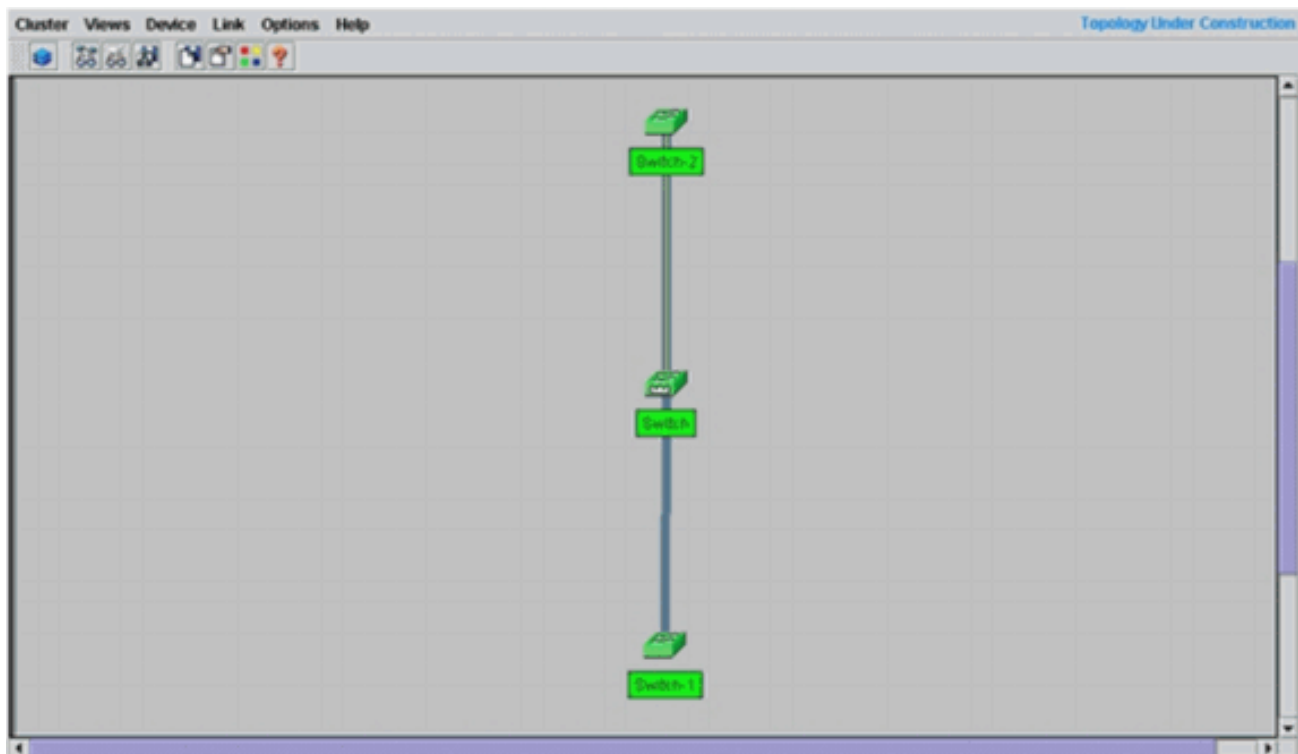 Cluster Views Device Link Options Help
Topology Under Construction
Switch-2
Switch
Switch-1